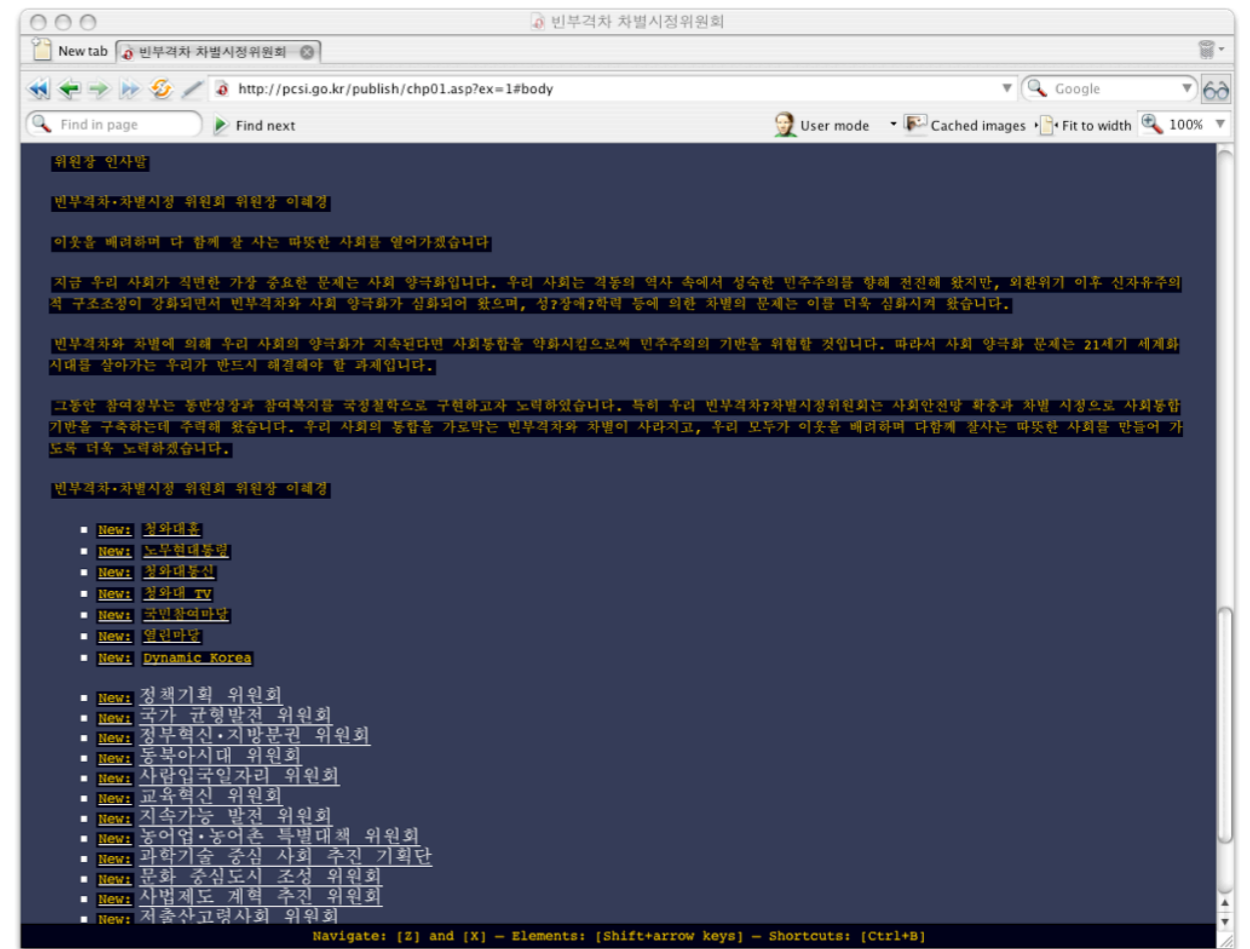 빈부격차 차별시정위원회
New tab 빈부격차 차별시정위원회
http://pcsi.go.kr/publish/chp01.asp?ex=1#body Google
Find in page Find next User mode Cached images Fit to width 100%
위원장 인사말
빈부격차·차별시정 위원회 위원장 이혜경
이웃을 배려하며 다 함께 잘 사는 따뜻한 사회를 열어가겠습니다
지금 우리 사회가 직면한 가장 중요한 문제는 사회 양극화입니다. 우리 사회는 격동의 역사 속에서 성숙한 민주주의를 향해 전진해 왔지만, 외환위기 이후 신자유주의
적 구조조정이 강화되면서 빈부격차와 사회 양극화가 심화되어 왔으며, 성?장애?학력 등에 의한 차별의 문제는 이를 더욱 심화시켜 왔습니다.
빈부격차와 차별에 의해 우리 사회의 양극화가 지속된다면 사회통합을 약화시킴으로써 민주주의의 기반을 위협할 것입니다. 따라서 사회 양극화 문제는 21세기 세계화
시대를 살아가는 우리가 반드시 해결해야 할 과제입니다.
그동안 참여정부는 동반성장과 참여복지를 국정철학으로 구현하고자 노력하였습니다. 특히 우리 빈부격차?차별시정위원회는 사회안전망 확충과 차별 시정으로 사회통합
기반을 구축하는데 주력해 왔습니다. 우리 사회의 통합을 가로막는 빈부격차와 차별이 사라지고, 우리 모두가 이웃을 배려하며 다함께 잘사는 따뜻한 사회를 만들어 가
도록 더욱 노력하겠습니다.
빈부격차·차별시정 위원회 위원장 이혜경
New: 청와대홈
New: 노무현대통령
New: 청와대통신
New: 청와대 TV
New: 국민참여마당
New: 열린마당
New: Dynamic Korea
New: 정책기획 위원회
New: 국가 균형발전 위원회
New: 정부혁신·지방분권 위원회
New: 동북아시대 위원회
New: 사람입국일자리 위원회
New: 교육혁신 위원회
New: 지속가능 발전 위원회
New: 농어업·농어촌 특별대책 위원회
New: 과학기술 중심 사회 추진 기획단
New: 문화 중심도시 조성 위원회
New: 사법제도 계혁 추진 위원회
New: 저출산고령사회 위원회
Navigate: [Z] and [X] — Elements: [Shift+arrow keys] — Shortcuts: [Ctrl+B]